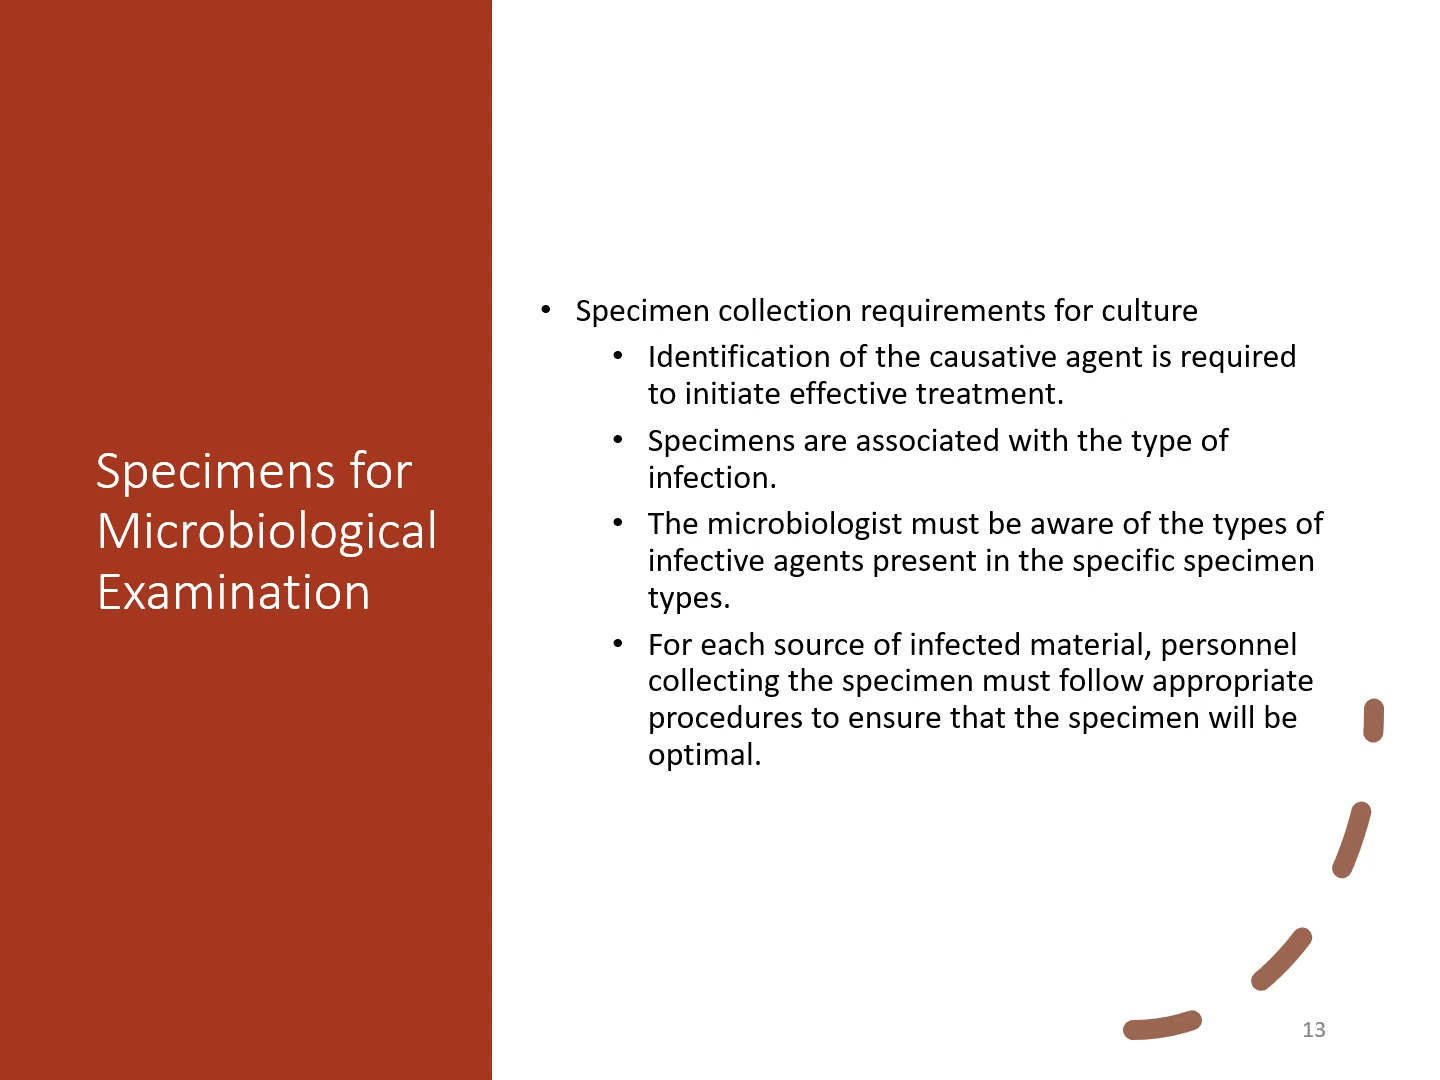 Specimens for
Microbiological
Examination
• Specimen collection requirements for culture
• Identification of the causative agent is required
to initiate effective treatment.
• Specimens are associated with the type of
infection.
• The microbiologist must be aware of the types of
infective agents present in the specific specimen
types.
• For each source of infected material, personnel
collecting the specimen must follow appropriate
procedures to ensure that the specimen will be
optimal.
13